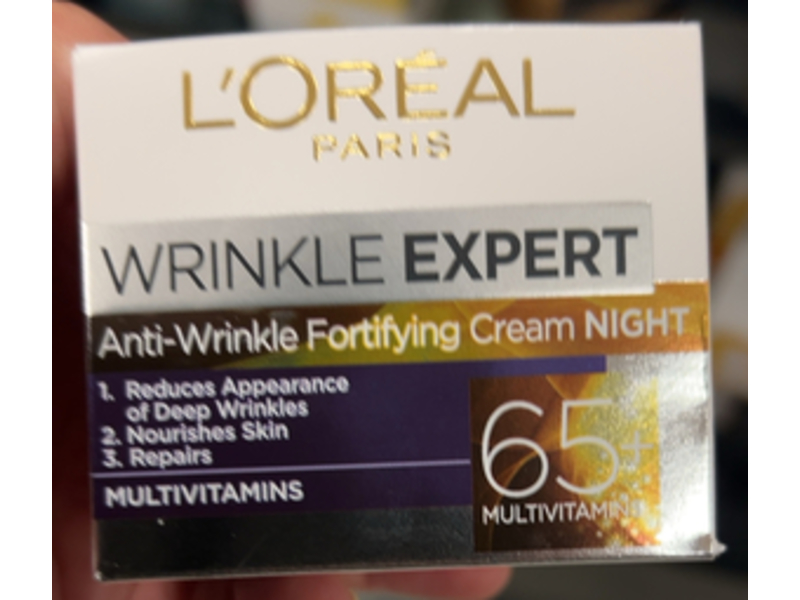 L'ORÉAL
PARIS
WRINKLE EXPERT
Anti-Wrinkle Fortifying Cream NIGHT
1. Reduces Appearance
of Deep Wrinkles
2. Nourishes Skin
3. Repairs
MULTIVITAMINS
65+
MULTIVITAMINS